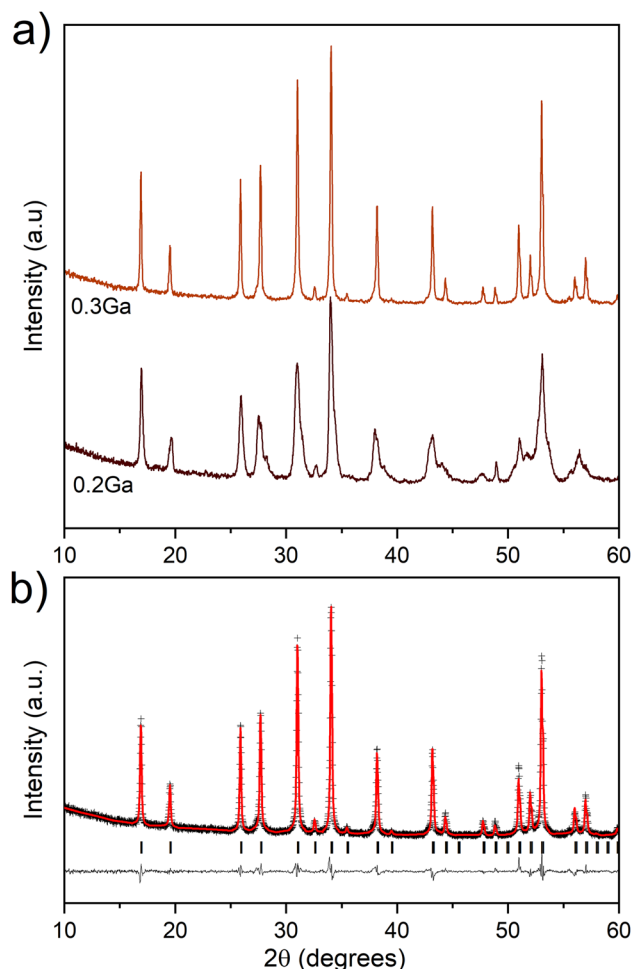 a)
Intensity (a.u)
0.3Ga
0.2Ga
10 20 30 40 50 60
b)
Intensity (a.u.)
10 20 30 40 50 60
2θ (degrees)